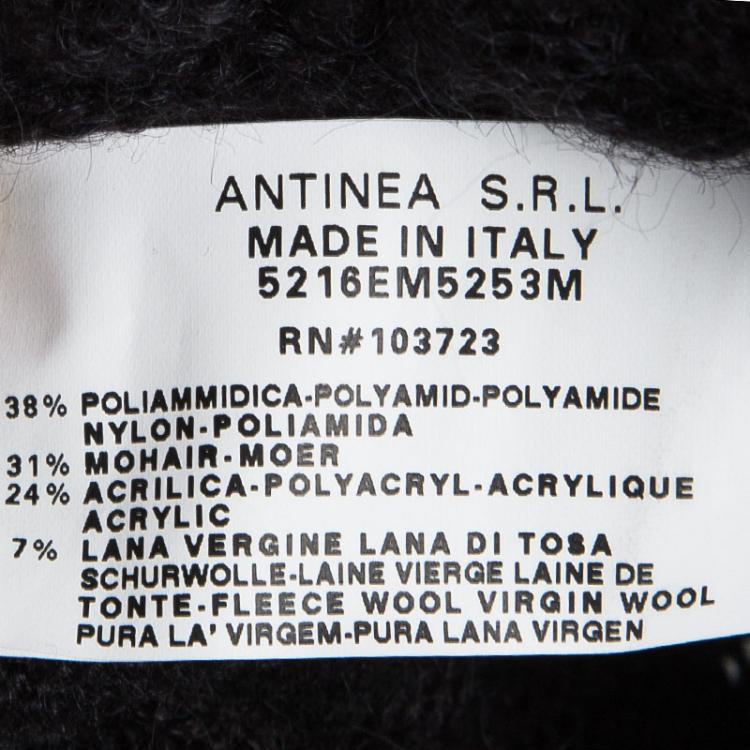 ANTINEA S.R.L.
MADE IN ITALY
5216EM5253M
RN#103723
38% POLIAMMIDICA-POLYAMID-POLYAMIDE
NYLON-POLIAMIDA
31% MOHAIR-MOER
24% ACRILICA-POLYACRYL-ACRYLIQUE
ACRYLIC
7% LANA VERGINE LANA DI TOSA
SCHURWOLLE-LAINE VIERGE LAINE DE
TONTE-FLEECE WOOL VIRGIN WOOL
PURA LA' VIRGEM-PURA LANA VIRGEN